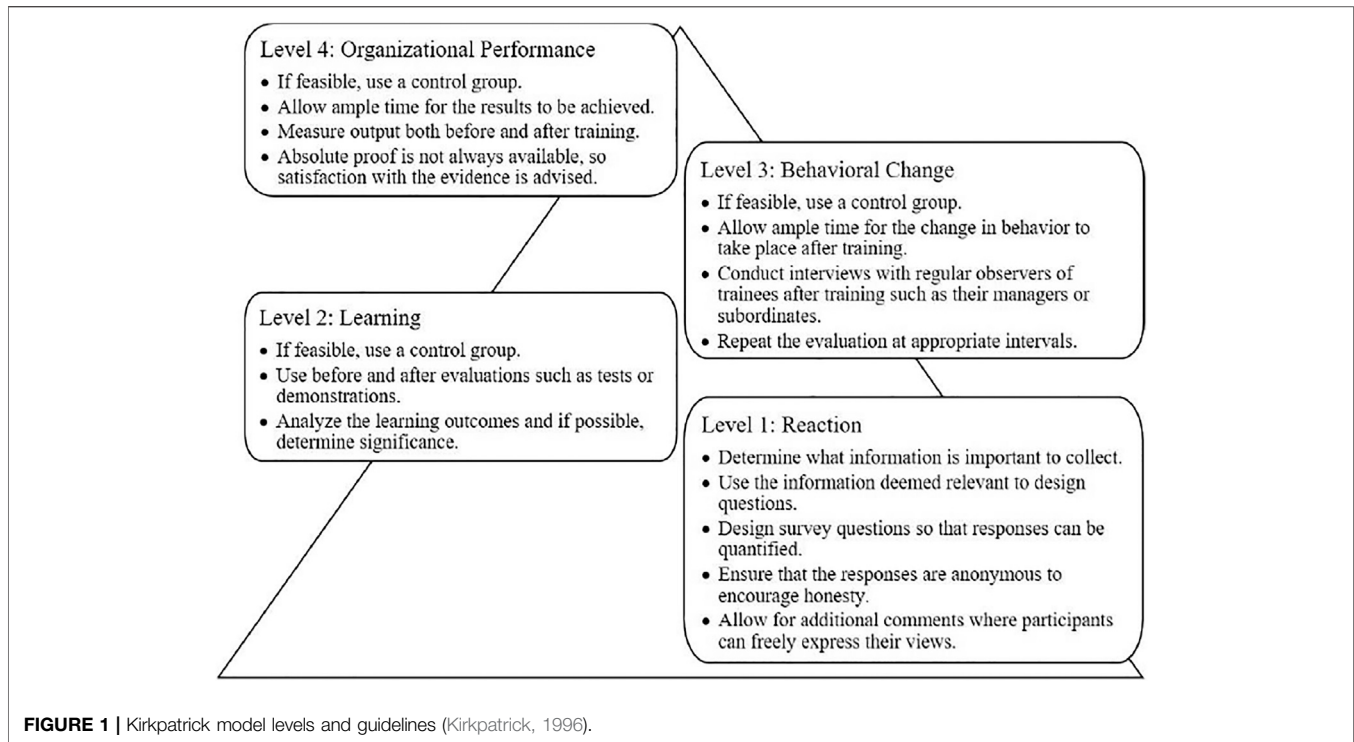 Level 4: Organizational Performance
• If feasible, use a control group.
• Allow ample time for the results to be achieved.
• Measure output both before and after training.
• Absolute proof is not always available, so
satisfaction with the evidence is advised.
Level 3: Behavioral Change
• If feasible, use a control group.
• Allow ample time for the change in behavior to
take place after training.
• Conduct interviews with regular observers of
trainees after training such as their managers or
subordinates.
• Repeat the evaluation at appropriate intervals.
Level 2: Learning
• If feasible, use a control group.
• Use before and after evaluations such as tests or
demonstrations.
• Analyze the learning outcomes and if possible,
determine significance.
Level 1: Reaction
• Determine what information is important to collect.
• Use the information deemed relevant to design
questions.
• Design survey questions so that responses can be
quantified.
• Ensure that the responses are anonymous to
encourage honesty.
• Allow for additional comments where participants
can freely express their views.
FIGURE 1 | Kirkpatrick model levels and guidelines (Kirkpatrick, 1996).